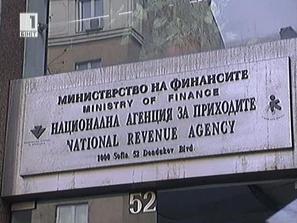 1
БНТ
МИНИСТЕРСТВО НА ФИНАНСИТЕ
MINISTRY OF FINANCE
НАЦИОНАЛНА АГЕНЦИЯ ЗА ПРИХОДИТЕ
NATIONAL REVENUE AGENCY
1000 Sofia, 52 Dondukov Blvd.
52